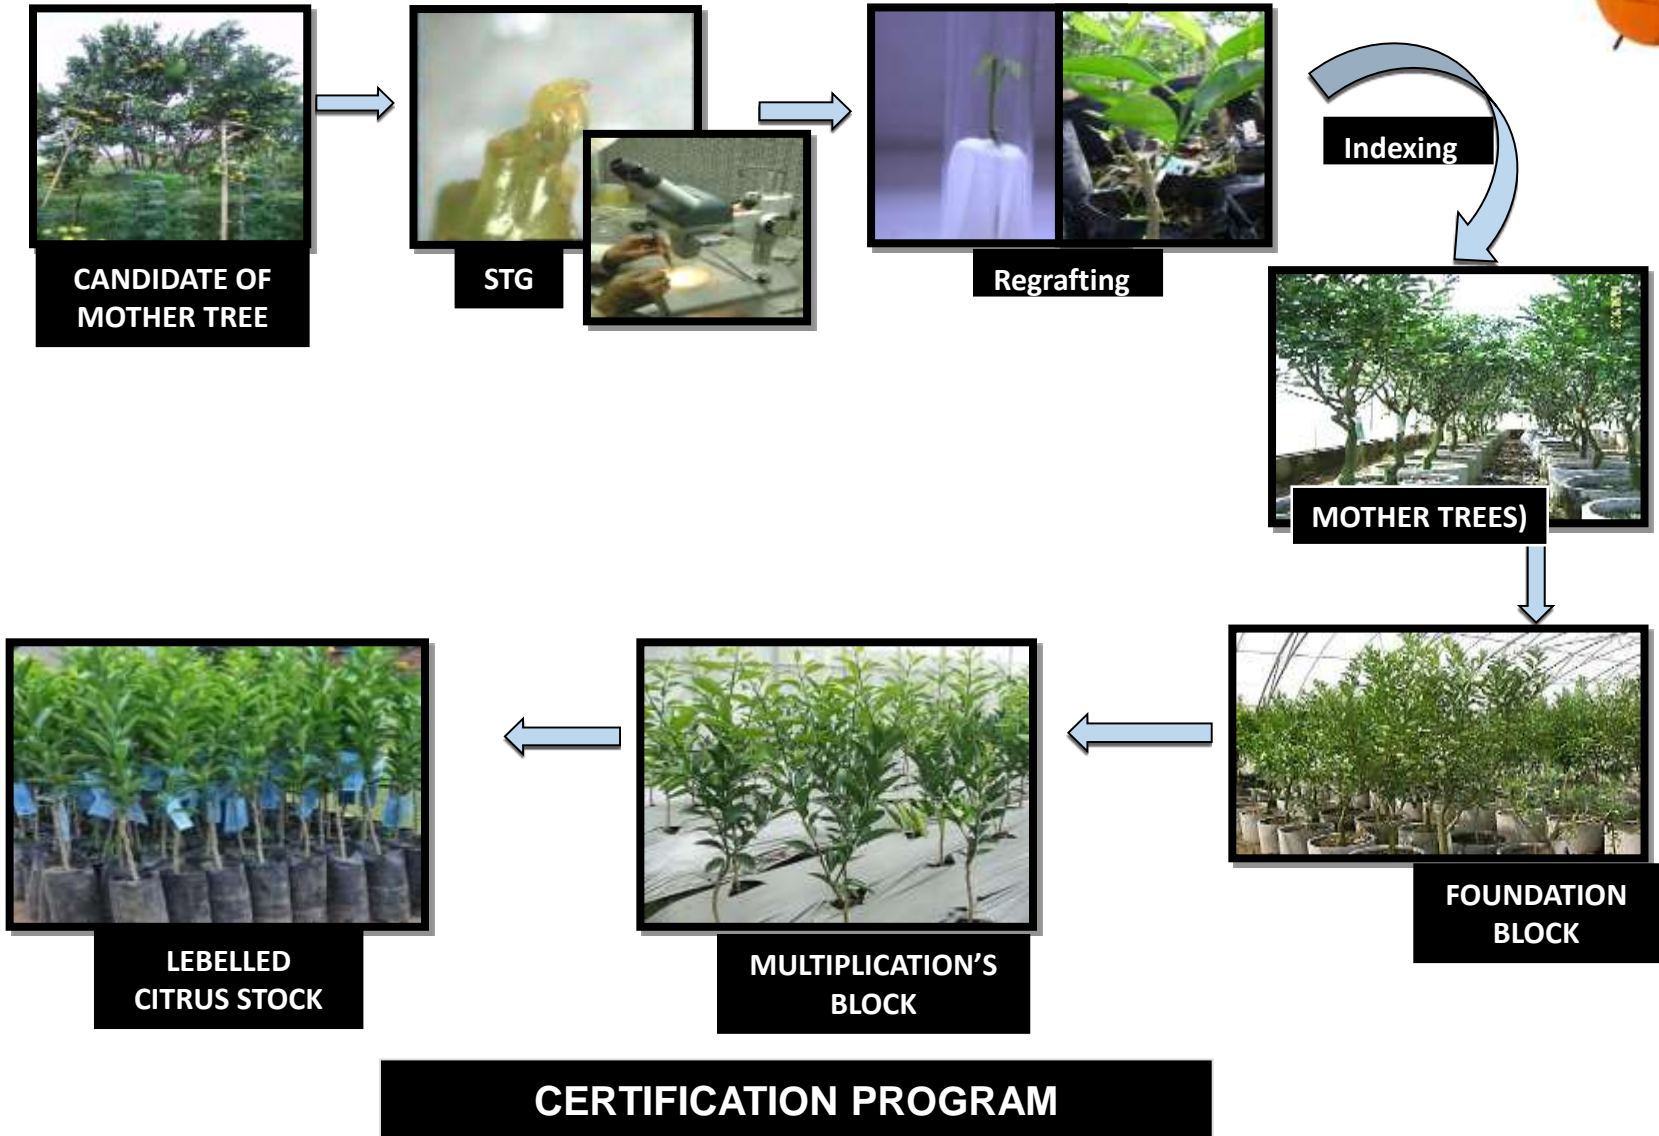 CANDIDATE OF
MOTHER TREE
STG
Regrafting
Indexing
MOTHER TREES)
FOUNDATION
BLOCK
MULTIPLICATION’S
BLOCK
LEBELLED
CITRUS STOCK
CERTIFICATION PROGRAM